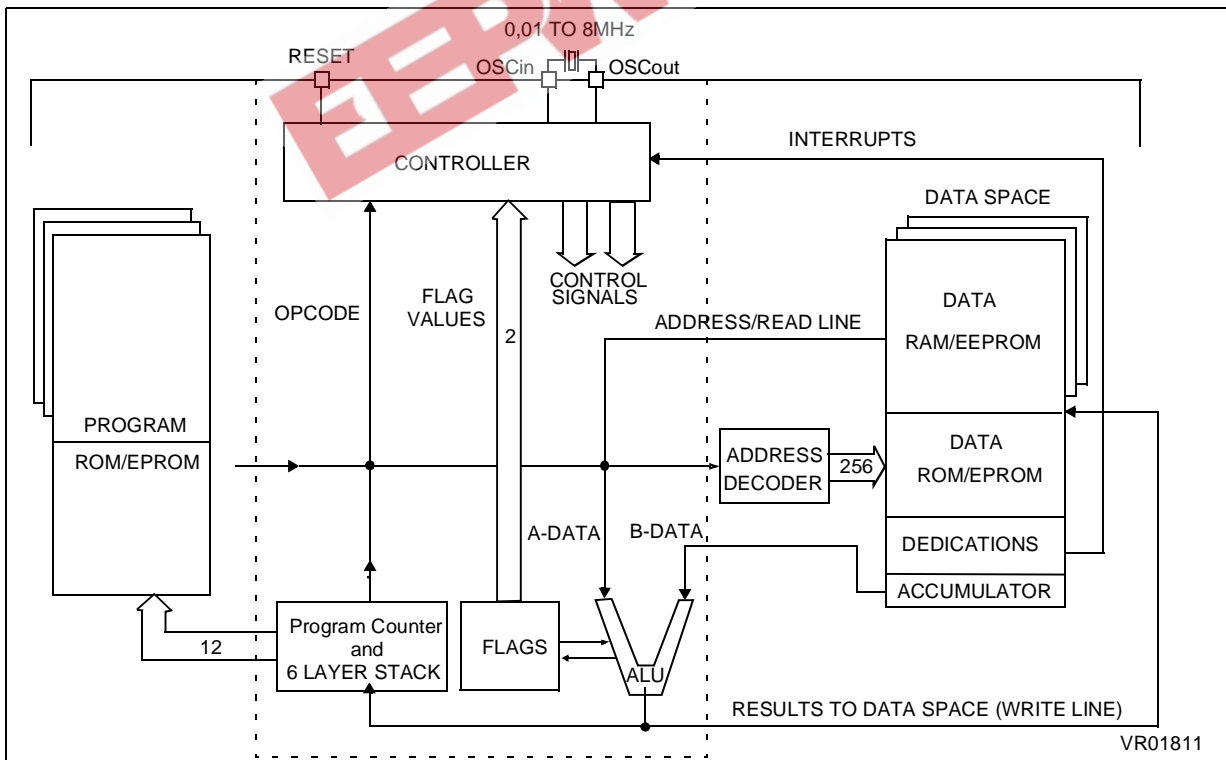 0,01 TO 8MHz
RESET
OSCin
OSCout
INTERRUPTS
CONTROLLER
DATA SPACE
CONTROL
SIGNALS
OPCODE
FLAG
VALUES
2
ADDRESS/READ LINE
DATA
RAM/EEPROM
PROGRAM
ROM/EPROM
ADDRESS
DECODER
256
DATA
ROM/EPROM
A-DATA
B-DATA
DEDICATIONS
ACCUMULATOR
12
Program Counter
and
6 LAYER STACK
FLAGS
ALU
RESULTS TO DATA SPACE (WRITE LINE)
VR01811